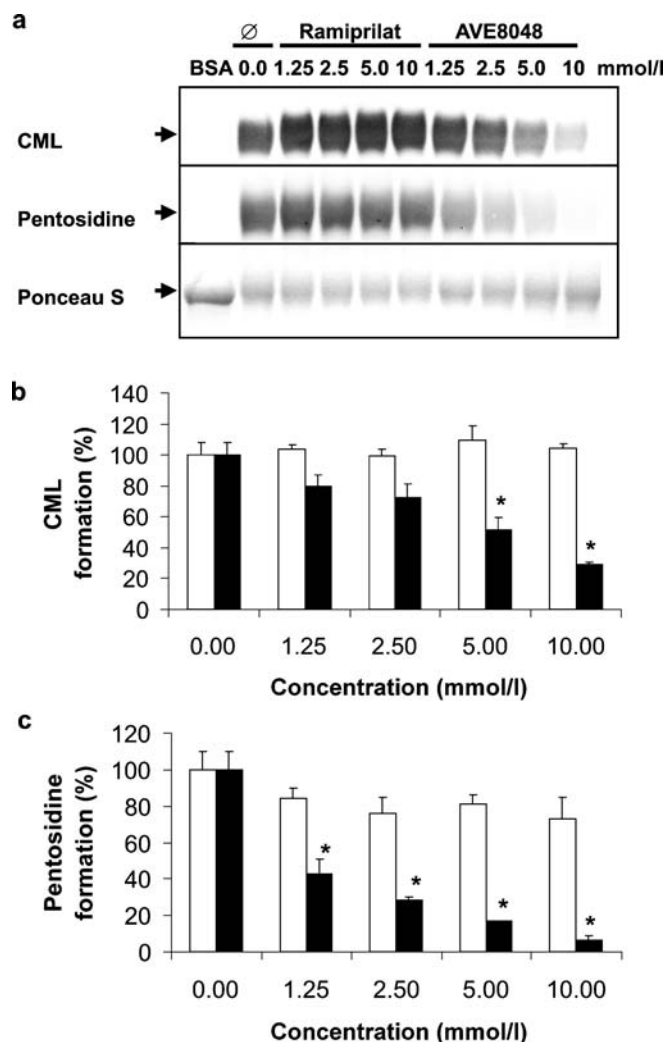 a
∅ Ramiprilat AVE8048
BSA 0.0 1.25 2.5 5.0 10 1.25 2.5 5.0 10 mmol/l
CML
Pentosidine
Ponceau S
b
140
120
100
80
60
40
20
0
CML
formation (%)
*
*
0.00 1.25 2.50 5.00 10.00
Concentration (mmol/l)
c
120
100
80
60
40
20
0
Pentosidine
formation (%)
*
*
*
*
0.00 1.25 2.50 5.00 10.00
Concentration (mmol/l)